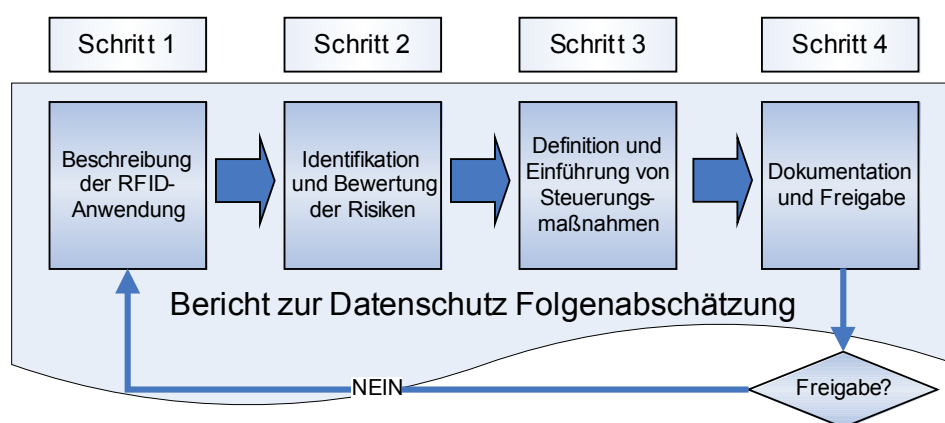 Schritt 1
Schritt 2
Schritt 3
Schritt 4
Beschreibung
der RFID-
Anwendung
Identifikation
und Bewertung
der Risiken
Definition und
Einführung von
Steuerungs-
maßnahmen
Dokumentation
und Freigabe
Bericht zur Datenschutz Folgenabschätzung
NEIN
Freigabe?